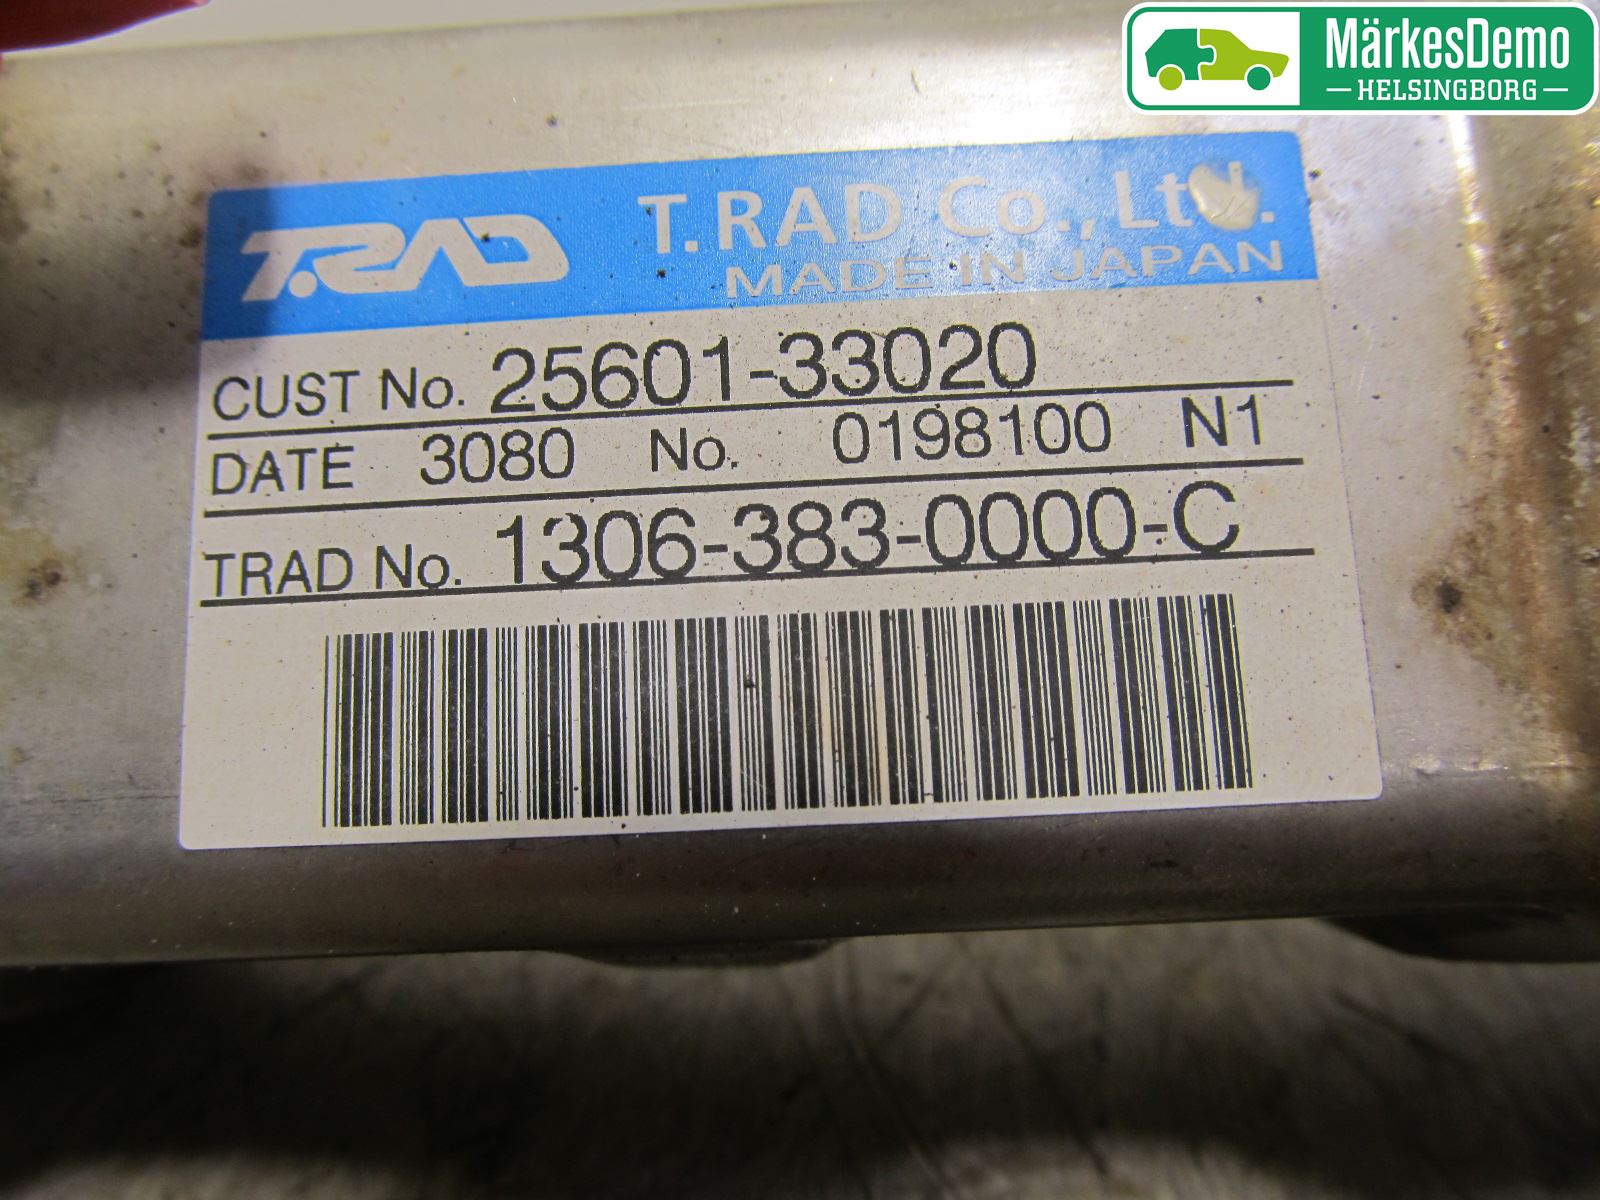 MärkesDemo
HELSINGBORG
T.RAD T.RAD Co., Ltd.
MADE IN JAPAN
CUST No. 25601-33020
DATE 3080 No. 0198100 N1
TRAD No. 1306-383-0000-C